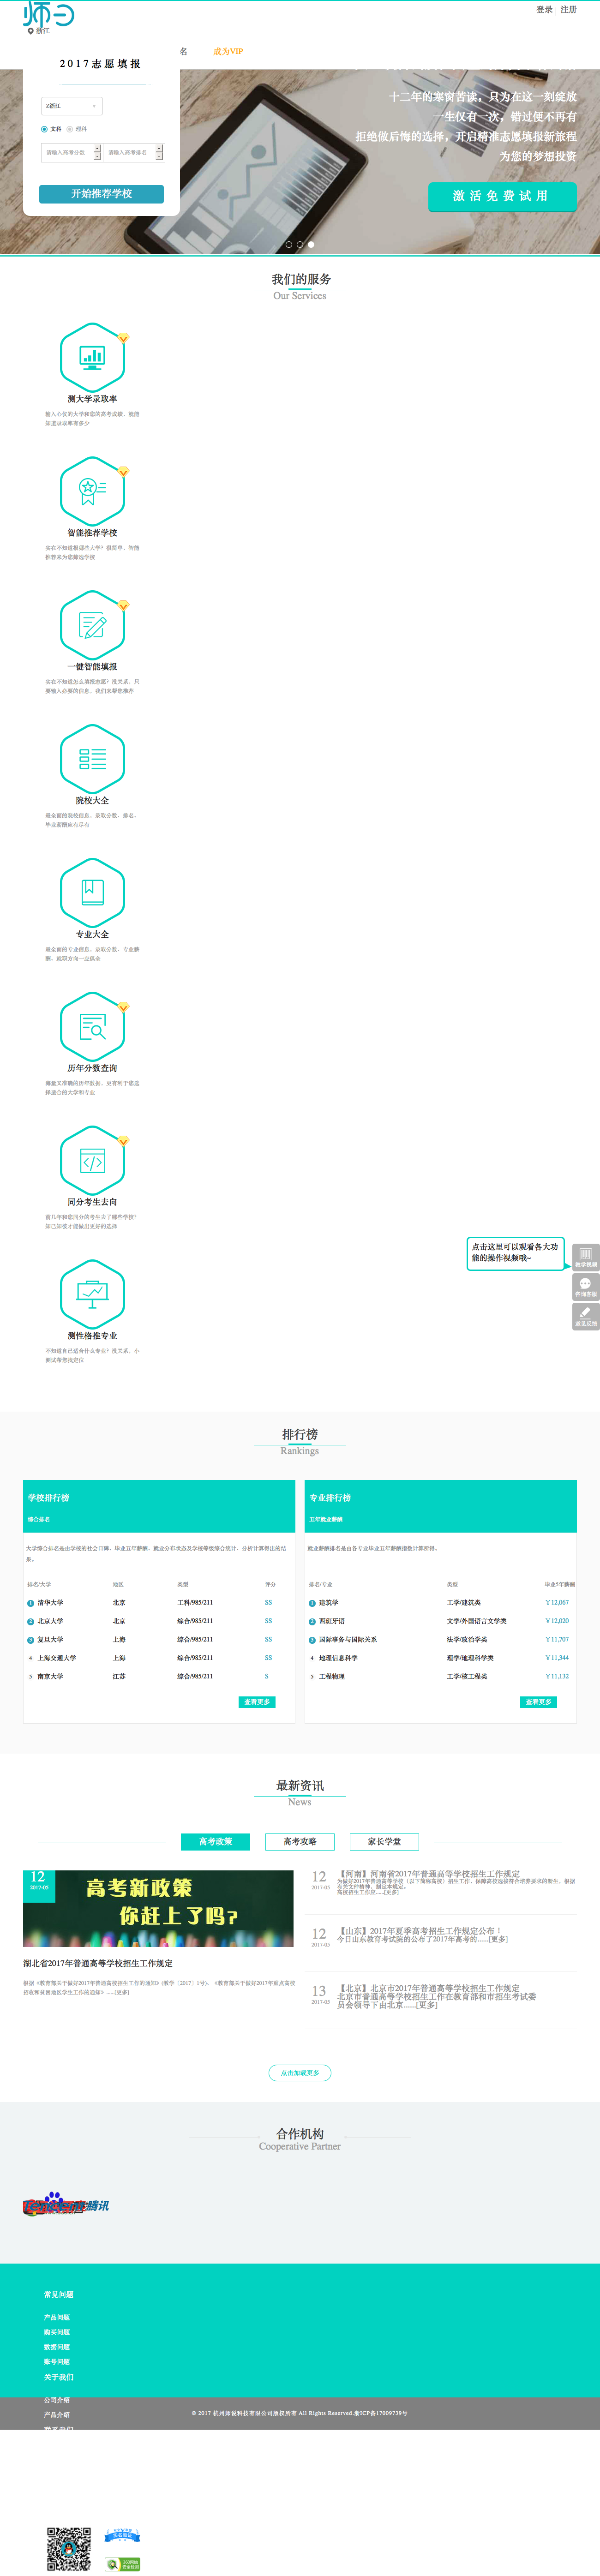 师说
登录 | 注册
浙江
名
成为VIP
2017志愿填报
Z浙江
文科 理科
请输入高考分数 请输入高考排名
开始推荐学校
十二年的寒窗苦读，只为在这一刻绽放
一生仅有一次，错过便不再有
拒绝做后悔的选择，开启精准志愿填报新旅程
为您的梦想投资
激活免费试用
我们的服务
Our Services
测大学录取率
输入心仪的大学和您的高考成绩，就能
知道录取率有多少
智能推荐学校
实在不知道报哪些大学？很简单，智能
推荐来为您筛选学校
一键智能填报
实在不知道怎么填报志愿？没关系，只
要输入必要的信息，我们来帮您推荐
院校大全
最全面的院校信息，录取分数、排名、
毕业薪酬应有尽有
专业大全
最全面的专业信息，录取分数、专业薪
酬、就职方向一应俱全
历年分数查询
海量又准确的历年数据，更有利于您选
择适合的大学和专业
同分考生去向
前几年和您同分的考生去了哪些学校？
知己知彼才能做出更好的选择
点击这里可以观看各大功
能的操作视频哦~
教学视频
咨询客服
意见反馈
测性格推专业
不知道自己适合什么专业？没关系，小
测试帮您找定位
排行榜
Rankings
学校排行榜
综合排名
大学综合排名是由学校的社会口碑、毕业五年薪酬、就业分布状态及学校等级综合统计，分析计算得出的结
果。
排名/大学 地区 类型 评分
1 清华大学 北京 工科/985/211 SS
2 北京大学 北京 综合/985/211 SS
3 复旦大学 上海 综合/985/211 SS
4 上海交通大学 上海 综合/985/211 SS
5 南京大学 江苏 综合/985/211 S
查看更多
专业排行榜
五年就业薪酬
就业薪酬排名是由各专业毕业五年薪酬指数计算所得。
排名/专业 类型 毕业5年薪酬
1 建筑学 工学/建筑类 ￥12,067
2 西班牙语 文学/外国语言文学类 ￥12,020
3 国际事务与国际关系 法学/政治学类 ￥11,707
4 地理信息科学 理学/地理科学类 ￥11,344
5 工程物理 工学/核工程类 ￥11,132
查看更多
最新资讯
News
高考政策 高考攻略 家长学堂
12
2017-05
高考新政策
你赶上了吗?
湖北省2017年普通高等学校招生工作规定
根据《教育部关于做好2017年普通高校招生工作的通知》(教学〔2017〕1号)、《教育部关于做好2017年重点高校
招收和贫困地区学生工作的通知》......[更多]
12
2017-05
【河南】河南省2017年普通高等学校招生工作规定
为做好2017年普通高等学校（以下简称高校）招生工作，保障高校选拔符合培养要求的新生，根据
有关文件精神，制定本规定。
高校招生工作应......[更多]
12
2017-05
【山东】2017年夏季高考招生工作规定公布！
今日山东教育考试院的公布了2017年高考的......[更多]
13
2017-05
【北京】北京市2017年普通高等学校招生工作规定
北京市普通高等学校招生工作在教育部和市招生考试委
员会领导下由北京......[更多]
点击加载更多
合作机构
Cooperative Partner
腾讯
常见问题
产品问题
购买问题
数据问题
账号问题
关于我们
公司介绍
产品介绍
联系我们
© 2017 杭州师说科技有限公司版权所有 All Rights Reserved.浙ICP备17009739号